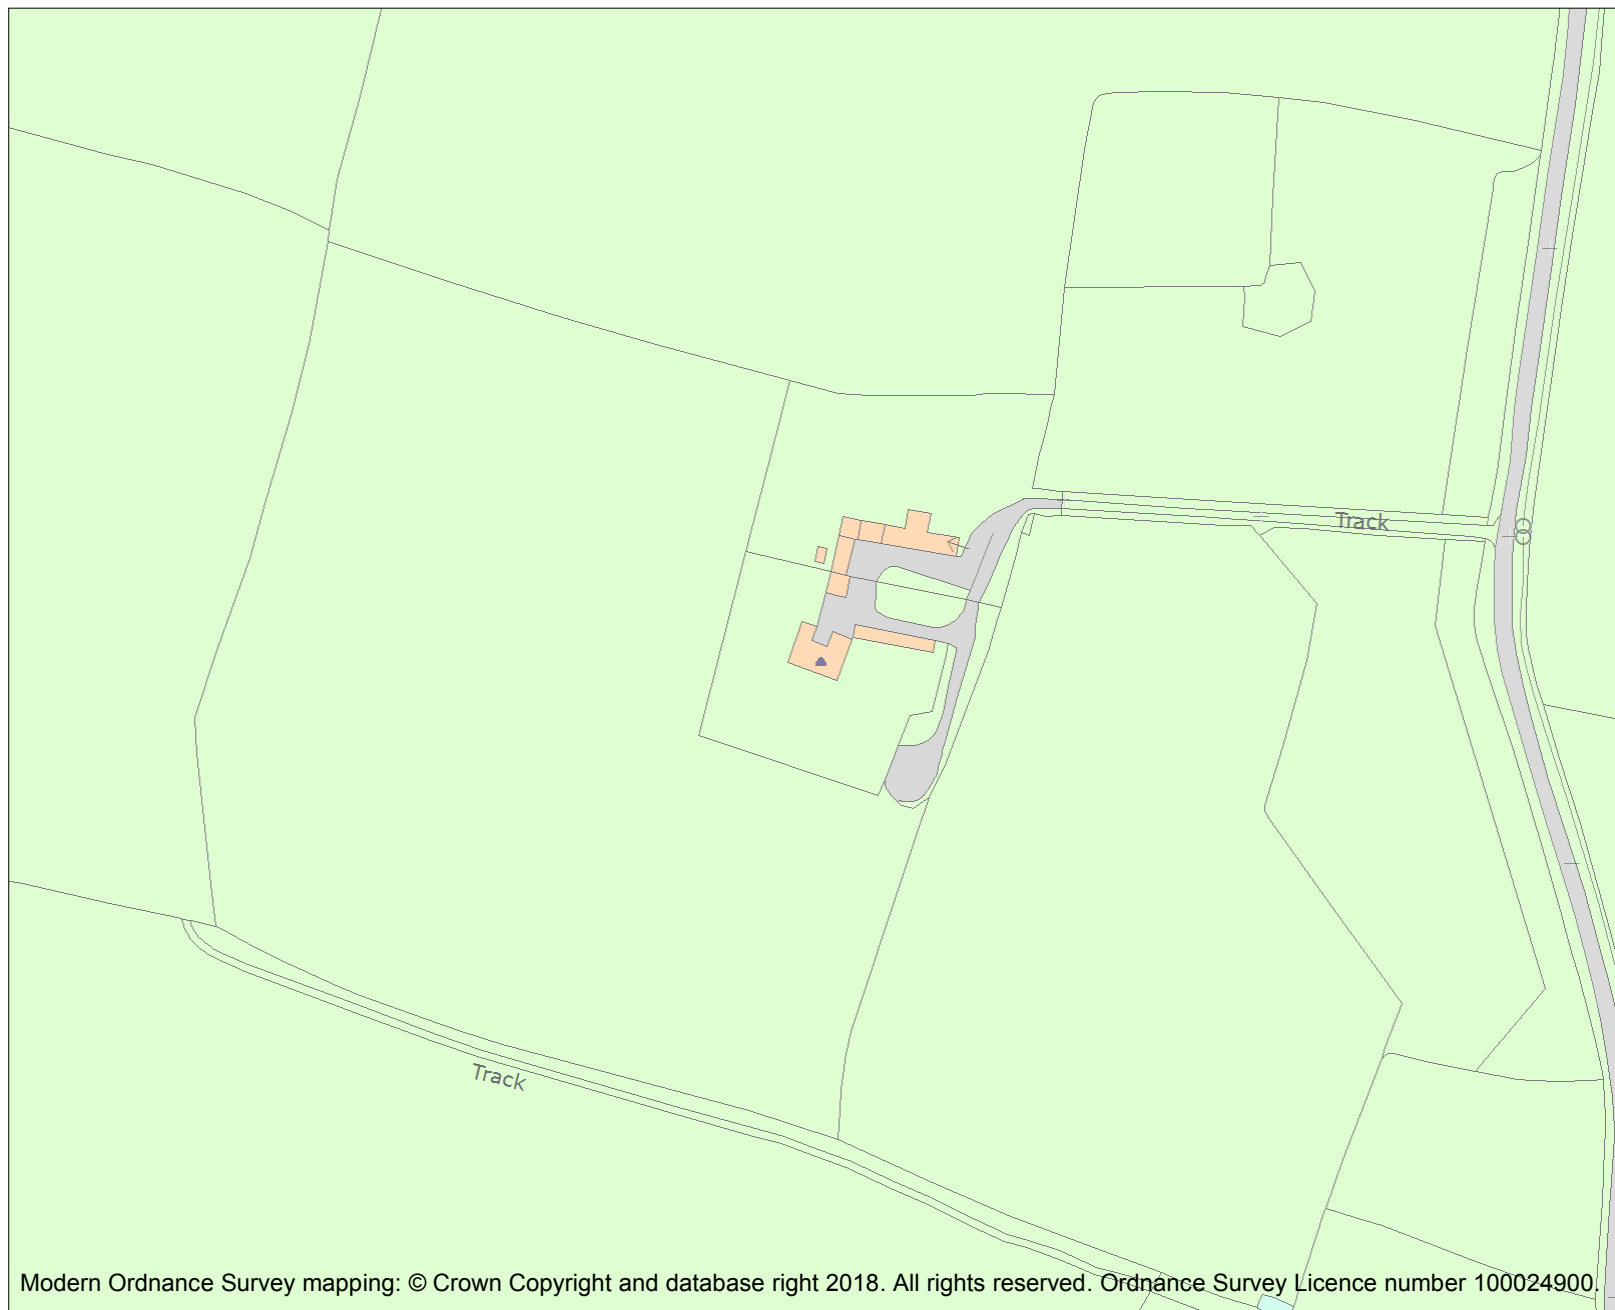 Track
Track
Modern Ordnance Survey mapping: © Crown Copyright and database right 2018. All rights reserved. Ordnance Survey Licence number 100024900.